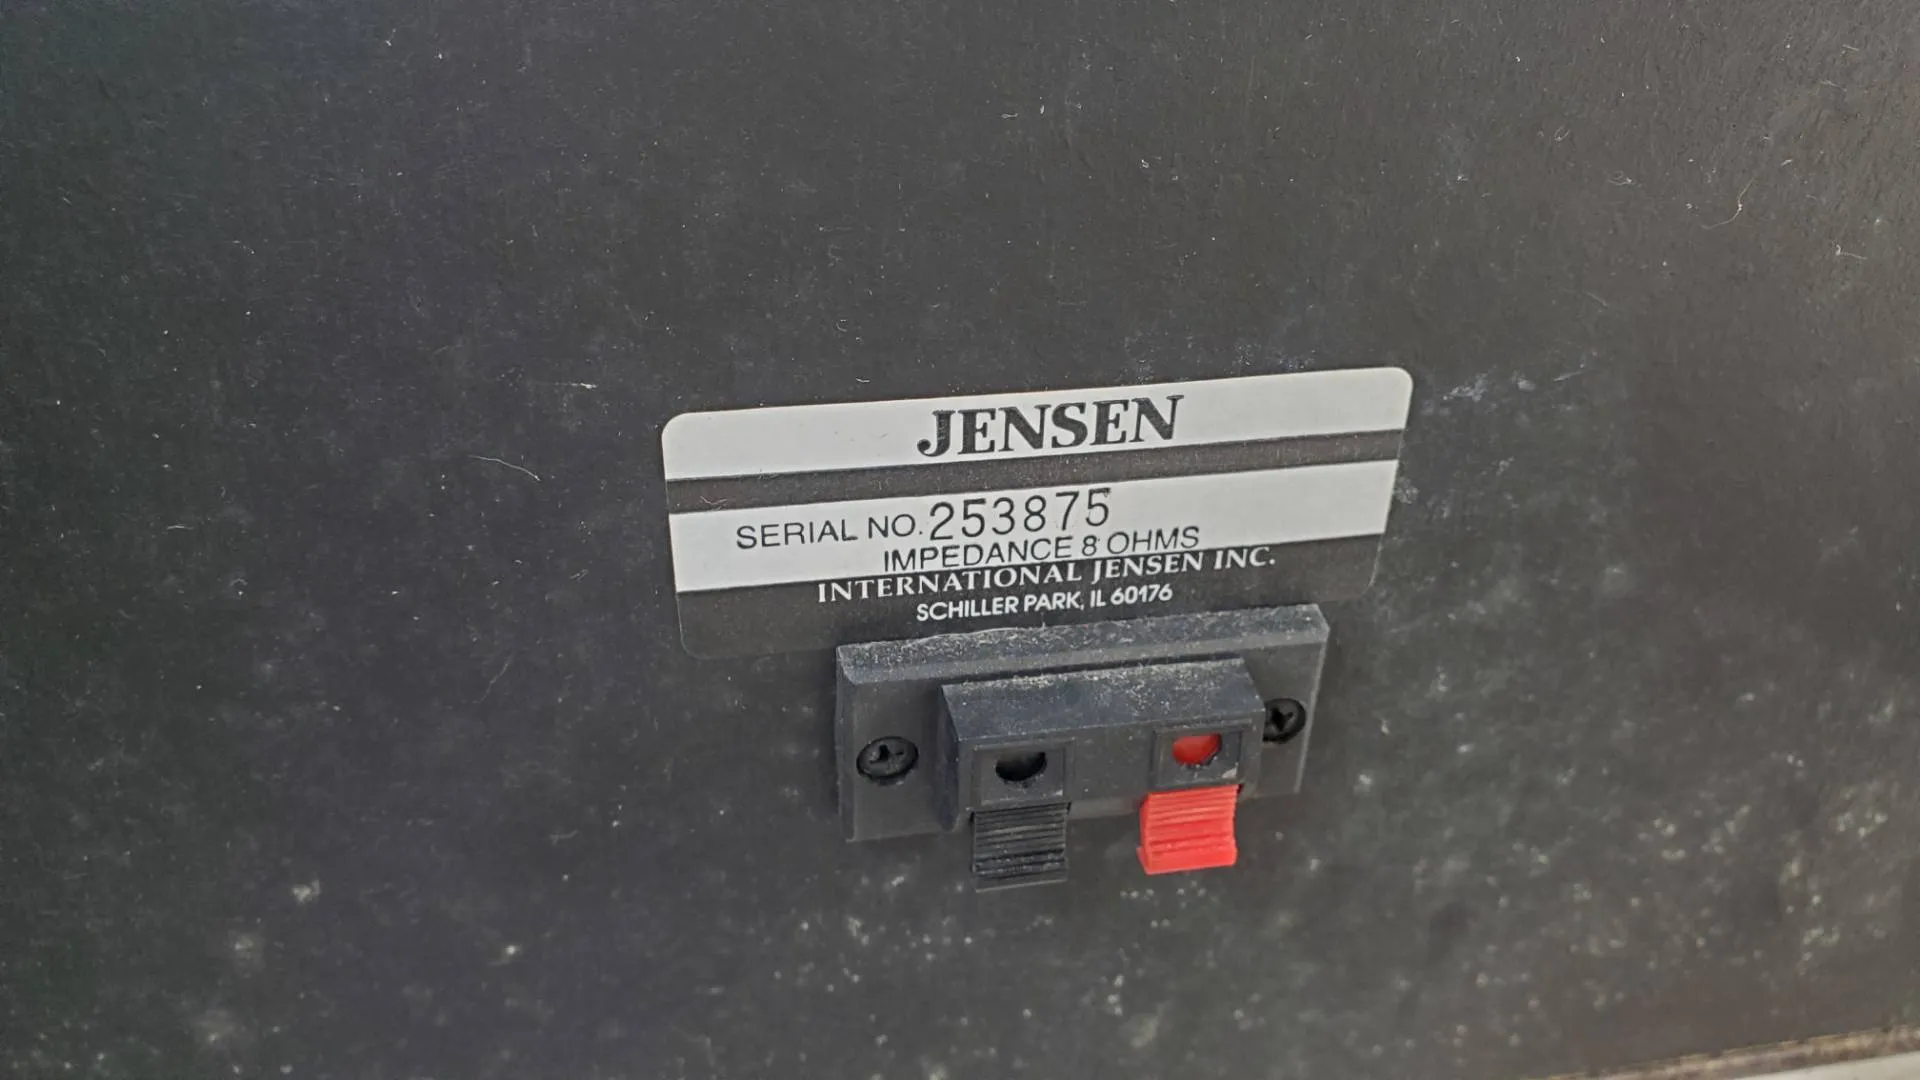 JENSEN
SERIAL NO. 253875
IMPEDANCE 8 OHMS
INTERNATIONAL JENSEN INC.
SCHILLER PARK, IL 60176